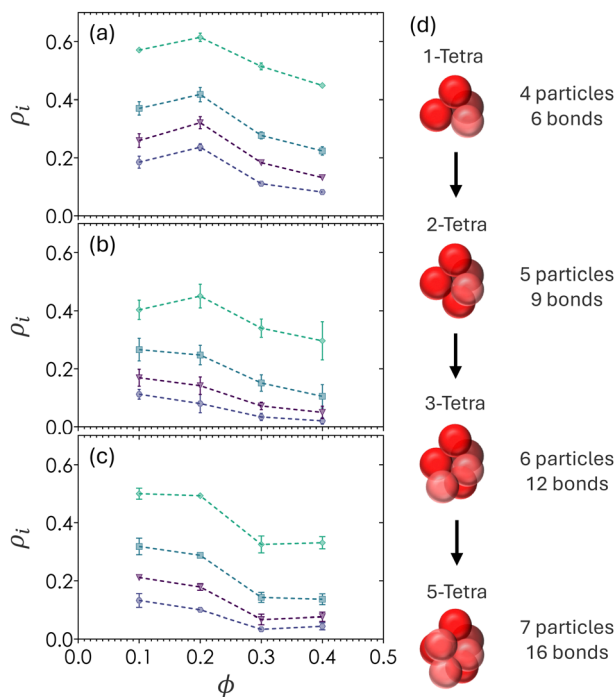 (a)
0.6
0.4
0.2
0.0
ρi
(b)
0.6
0.4
0.2
0.0
ρi
(c)
0.6
0.4
0.2
0.0
ρi
0.0 0.1 0.2 0.3 0.4 0.5
ϕ
(d)
1-Tetra
4 particles
6 bonds
2-Tetra
5 particles
9 bonds
3-Tetra
6 particles
12 bonds
5-Tetra
7 particles
16 bonds